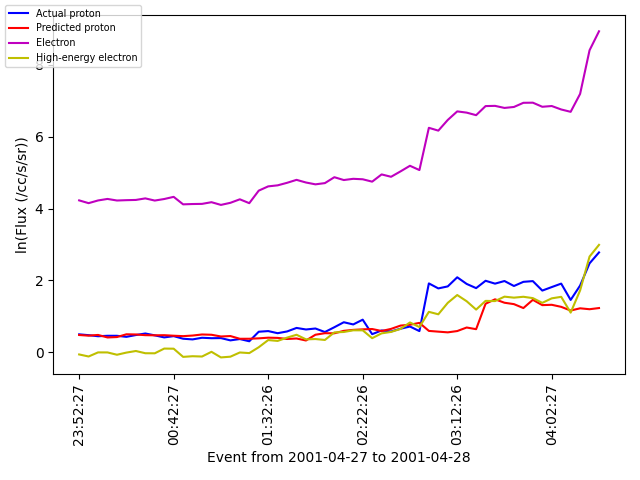 Actual proton
Predicted proton
Electron
High-energy electron
6
4
2
0
ln(Flux (/cc/s/sr))
23:52:27
00:42:27
01:32:26
02:22:26
03:12:26
04:02:27
Event from 2001-04-27 to 2001-04-28